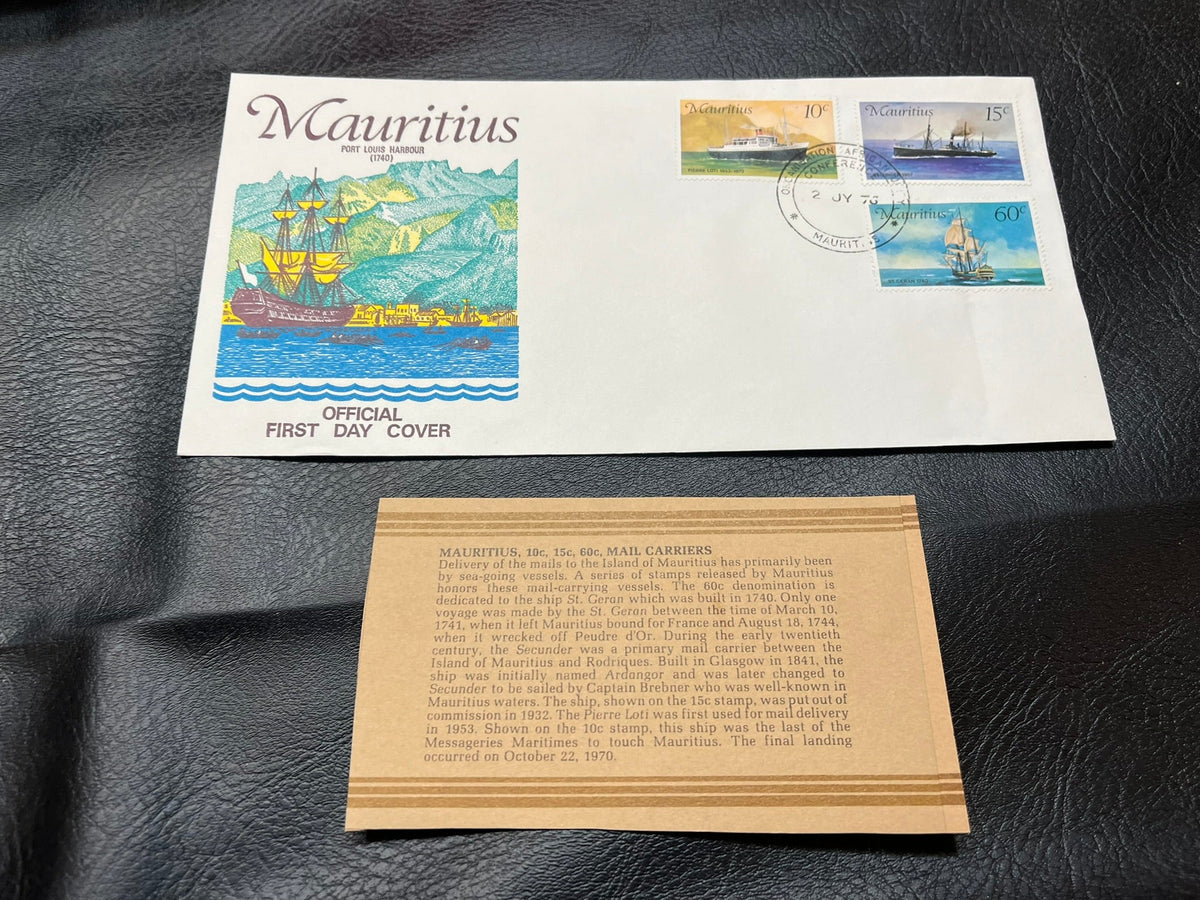 Mauritius
PORT LOUIS HARBOUR
(1740)
OFFICIAL
FIRST DAY COVER
Mauritius 10c
PIERRE LOTI 1953-1970
Mauritius 15c
Mauritius 60c
ST. GERAN 1740
CONFERENCE
2 JY 76
MAURITIUS
MAURITIUS, 10c, 15c, 60c, MAIL CARRIERS
Delivery of the mails to the Island of Mauritius has primarily been
by sea-going vessels. A series of stamps released by Mauritius
honors these mail-carrying vessels. The 60c denomination is
dedicated to the ship St. Geran which was built in 1740. Only one
voyage was made by the St. Geran between the time of March 10,
1741, when it left Mauritius bound for France and August 18, 1744,
when it wrecked off Peudre d'Or. During the early twentieth
century, the Secunder was a primary mail carrier between the
Island of Mauritius and Rodriques. Built in Glasgow in 1841, the
ship was initially named Ardangor and was later changed to
Secunder to be sailed by Captain Brebner who was well-known in
Mauritius waters. The ship, shown on the 15c stamp, was put out of
commission in 1932. The Pierre Loti was first used for mail delivery
in 1953. Shown on the 10c stamp, this ship was the last of the
Messageries Maritimes to touch Mauritius. The final landing
occurred on October 22, 1970.